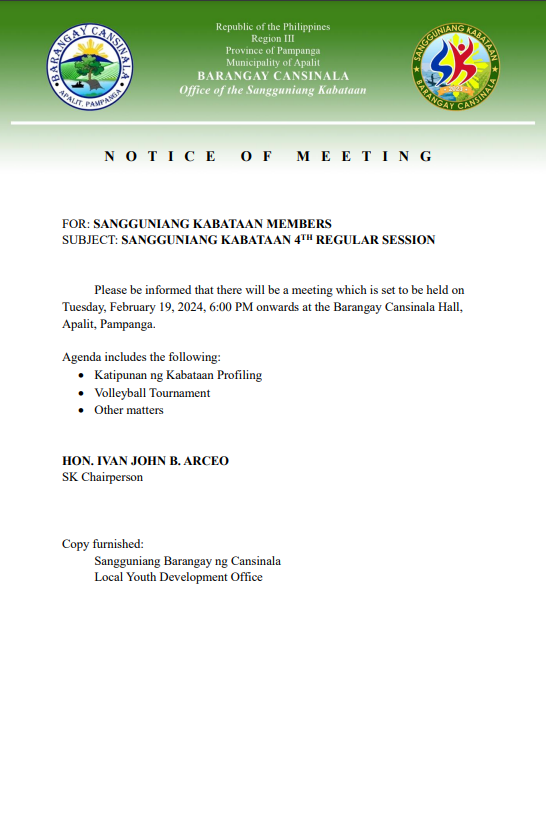 Republic of the Philippines
Region III
Province of Pampanga
Municipality of Apalit
BARANGAY CANSINALA
Office of the Sangguniang Kabataan
BARANGAY CANSINALA
APALIT, PAMPANGA
SANGGUNIANG KABATAAN
BARANGAY CANSINALA
NOTICE OF MEETING
FOR: SANGGUNIANG KABATAAN MEMBERS
SUBJECT: SANGGUNIANG KABATAAN 4TH REGULAR SESSION
Please be informed that there will be a meeting which is set to be held on
Tuesday, February 19, 2024, 6:00 PM onwards at the Barangay Cansinala Hall,
Apalit, Pampanga.
Agenda includes the following:
• Katipunan ng Kabataan Profiling
• Volleyball Tournament
• Other matters
HON. IVAN JOHN B. ARCEO
SK Chairperson
Copy furnished:
Sangguniang Barangay ng Cansinala
Local Youth Development Office